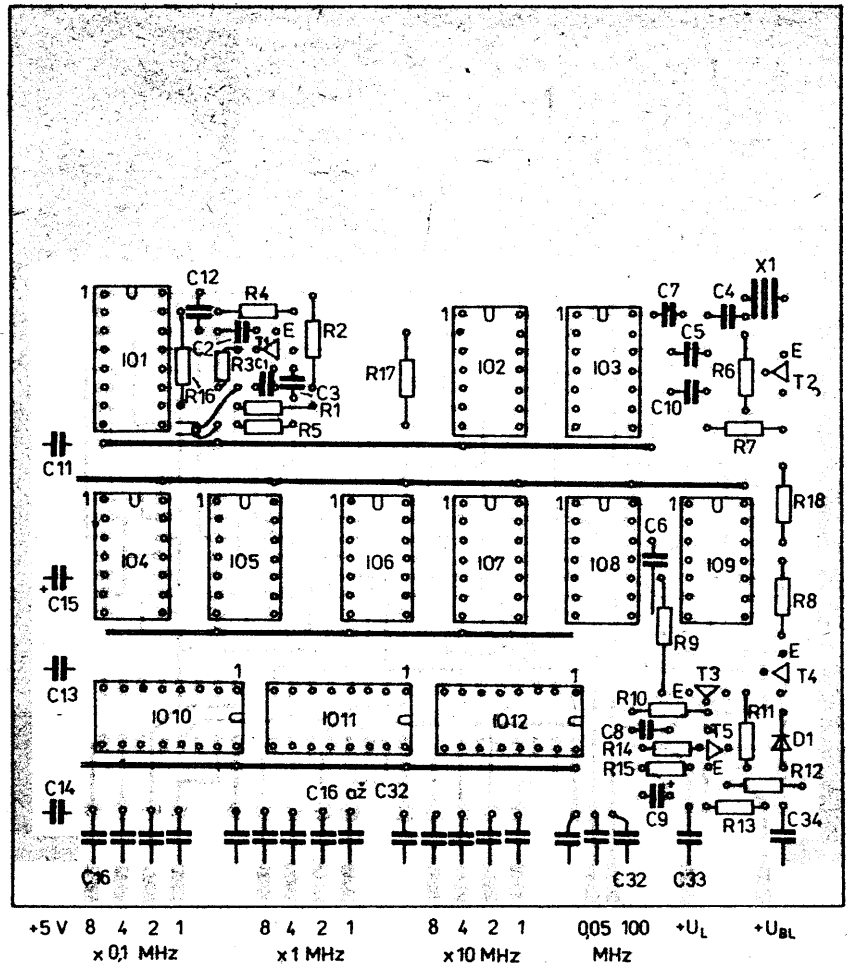 X1
C12
C7 C4
1 R4 1 1
E R2 C5 E
IO1 C2 T1 IO2 IO3 R6
R3 C1 R17 T2
R16 C3 C10
R1
R5 R7
C11
1 1 1 1 1 1 R18
C6
IO4 IO5 IO6 IO7 IO8 IO9
+ C15 R8
R9
E
1 1 1 T3 T4
C13 R10 E
IO10 IO11 IO12 C8 T5 R11
R14 D1
R15 E R12
C14 C16 až C32 +
C9 R13 C34
C16 C32 C33
+5 V 8 4 2 1 8 4 2 1 8 4 2 1 0,05 100 +UL +UBL
x 0,1 MHz x 1 MHz x 10 MHz MHz